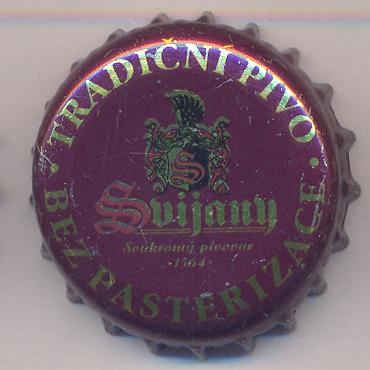 • TRADIČNÍ PIVO •
S
Svijany
Soukromý pivovar
• 1564 •
BEZ PASTERIZACE